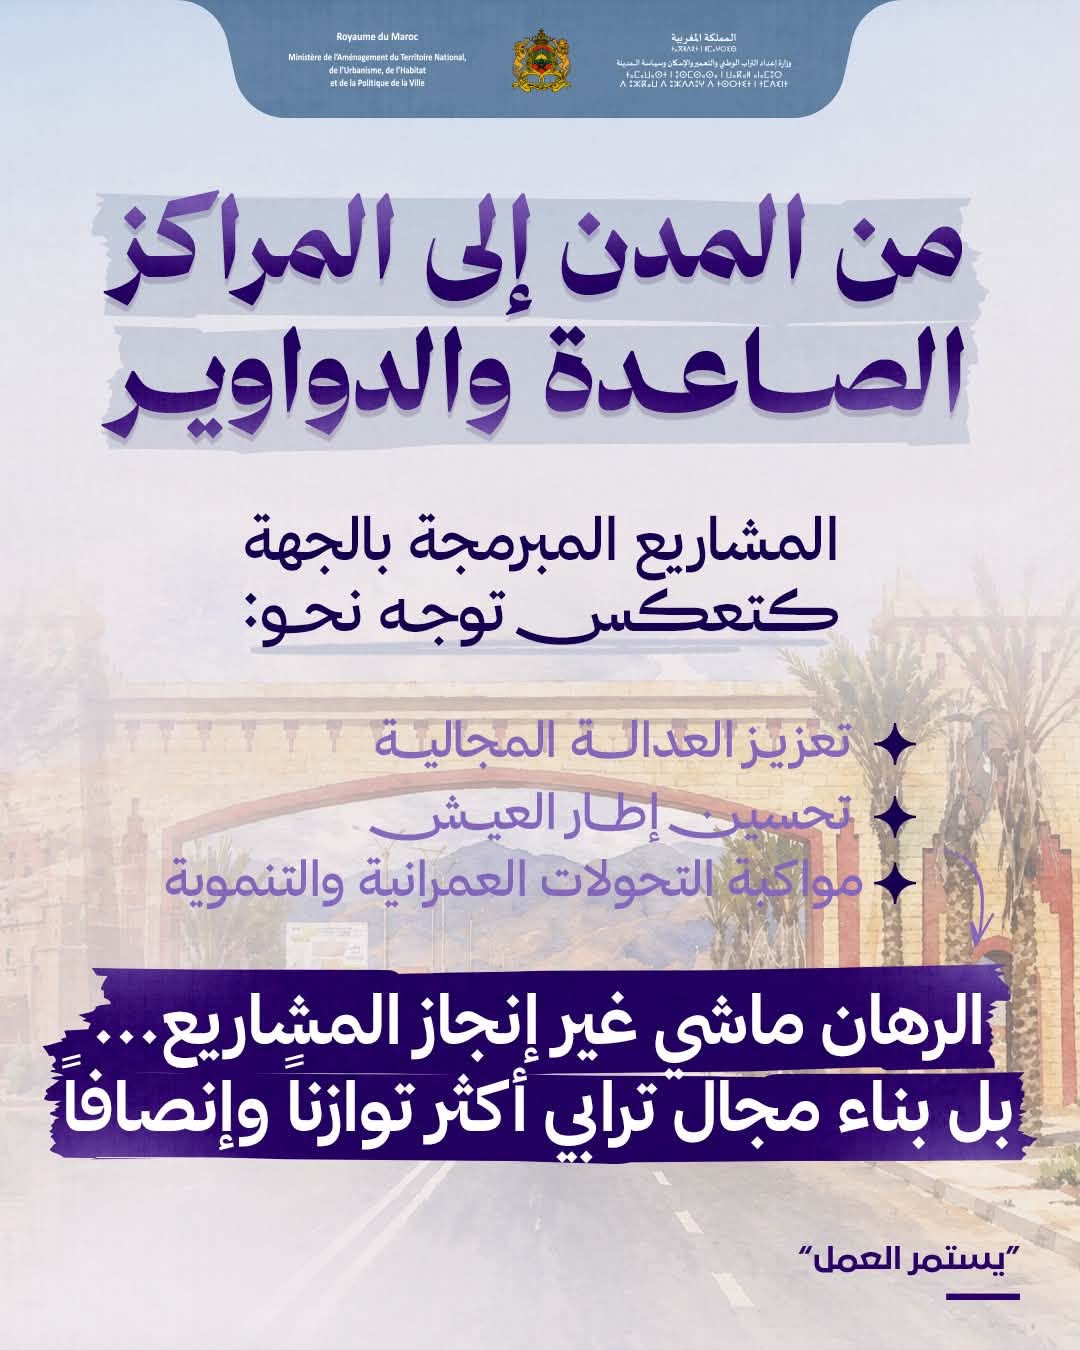 Royaume du Maroc
Ministère de l'Aménagement du Territoire National,
de l'Urbanisme, de l'Habitat
et de la Politique de la Ville
المملكة المغربية
ⵜⴰⴳⵍⴷⵉⵜ ⵏ ⵍⵎⵖⵔⵉⴱ
وزارة إعداد التراب الوطني والتعمير والإسكان وسياسة المدينة
من المدن إلى المراكز
الصاعدة والدواوير
المشاريع المبرمجة بالجهة
كتعكس توجه نحو:
تعزيز العدالة المجالية
تحسين إطار العيش
مواكبة التحولات العمرانية والتنموية
الرهان ماشي غير إنجاز المشاريع...
بل بناء مجال ترابي أكثر توازناً وإنصافاً
"يستمر العمل"